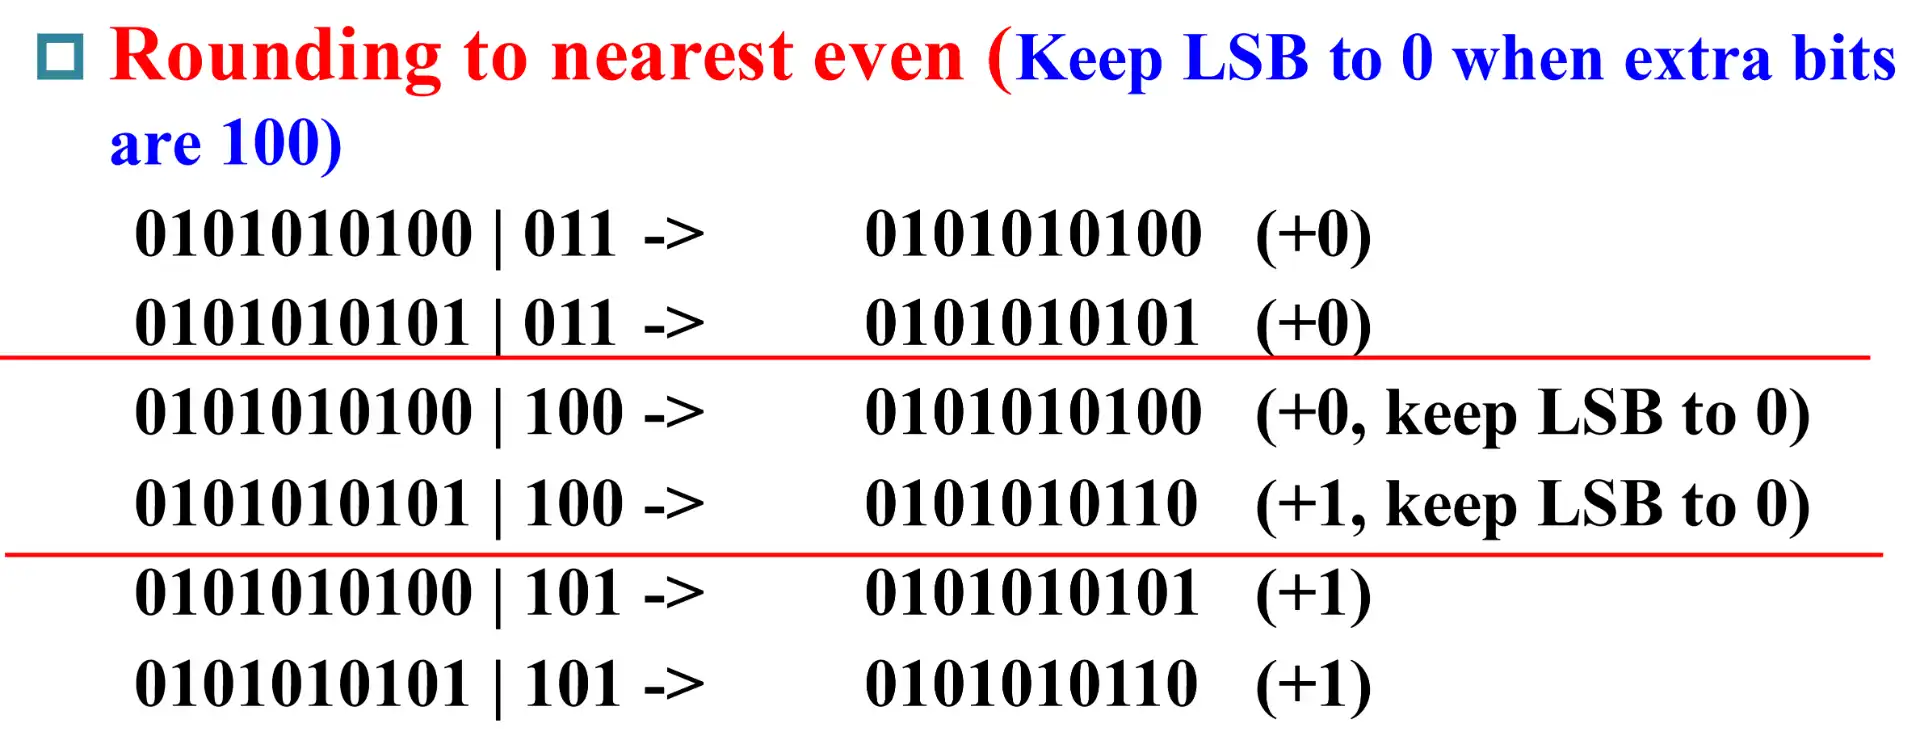 Rounding to nearest even (Keep LSB to 0 when extra bits
are 100)
0101010100 | 011 -> 0101010100 (+0)
0101010101 | 011 -> 0101010101 (+0)
0101010100 | 100 -> 0101010100 (+0, keep LSB to 0)
0101010101 | 100 -> 0101010110 (+1, keep LSB to 0)
0101010100 | 101 -> 0101010101 (+1)
0101010101 | 101 -> 0101010110 (+1)